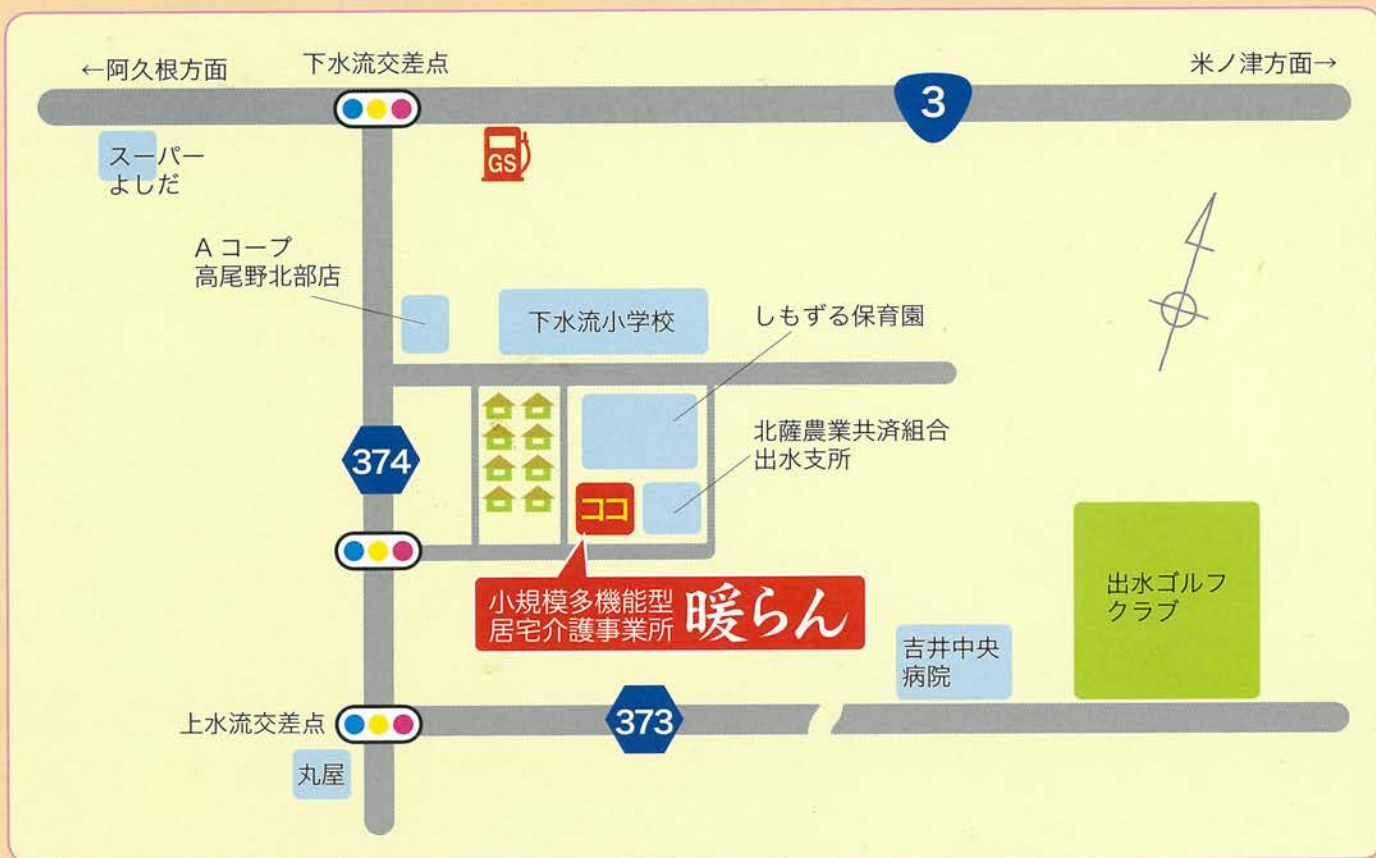 ←阿久根方面
下水流交差点
米ノ津方面→
3
スーパー
よしだ
GS
A コープ
高尾野北部店
下水流小学校
しもずる保育園
北薩農業共済組合
出水支所
374
ココ
小規模多機能型
居宅介護事業所
暖らん
出水ゴルフ
クラブ
吉井中央
病院
上水流交差点
373
丸屋